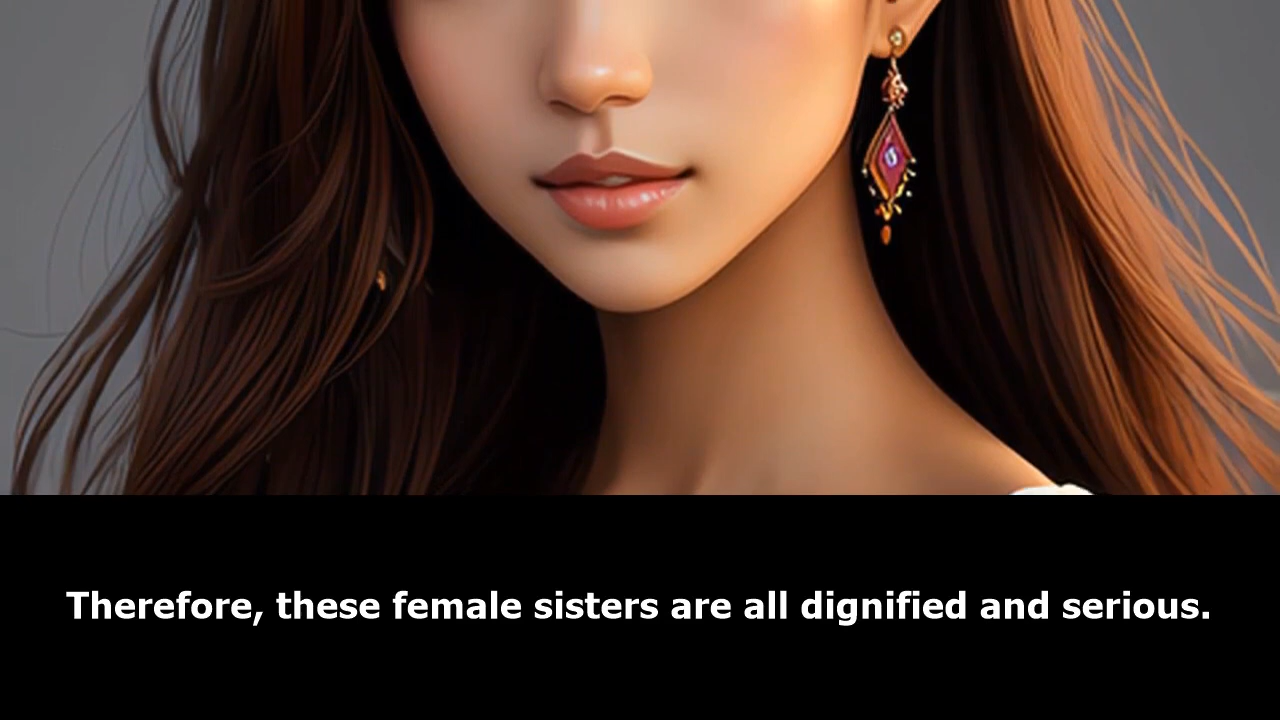 Therefore, these female sisters are all dignified and serious.